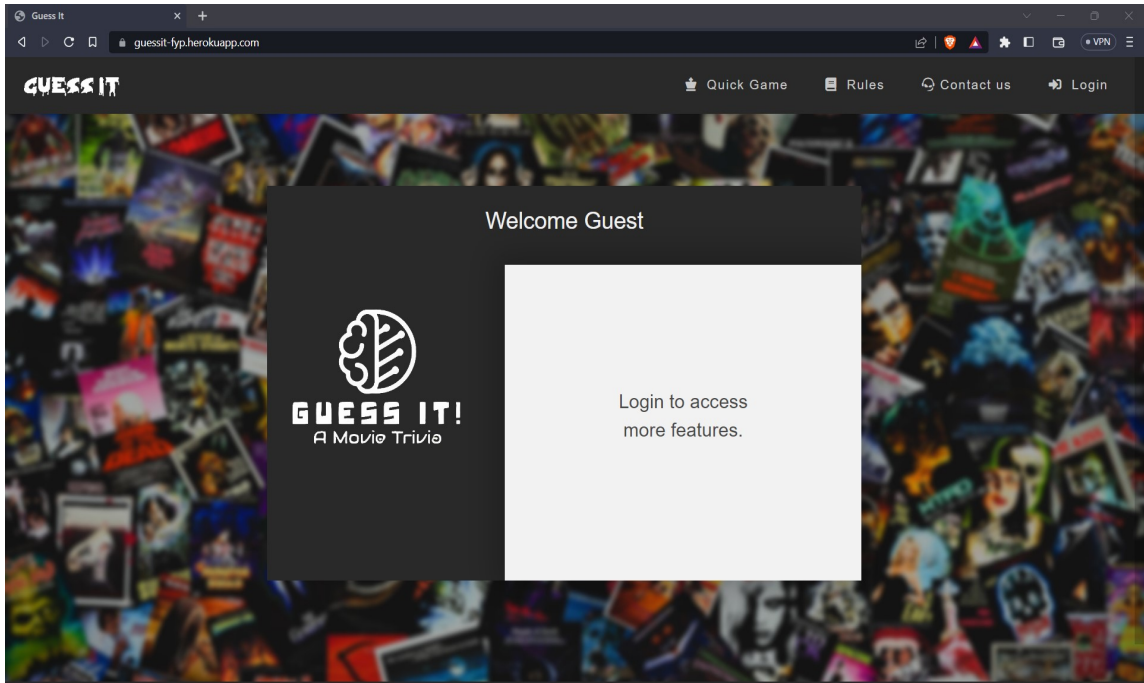 Guess It
guessit-fyp.herokuapp.com
VPN
GUESS IT
Quick Game
Rules
Contact us
Login
Welcome Guest
GUESS IT!
A Movie Trivia
Login to access
more features.